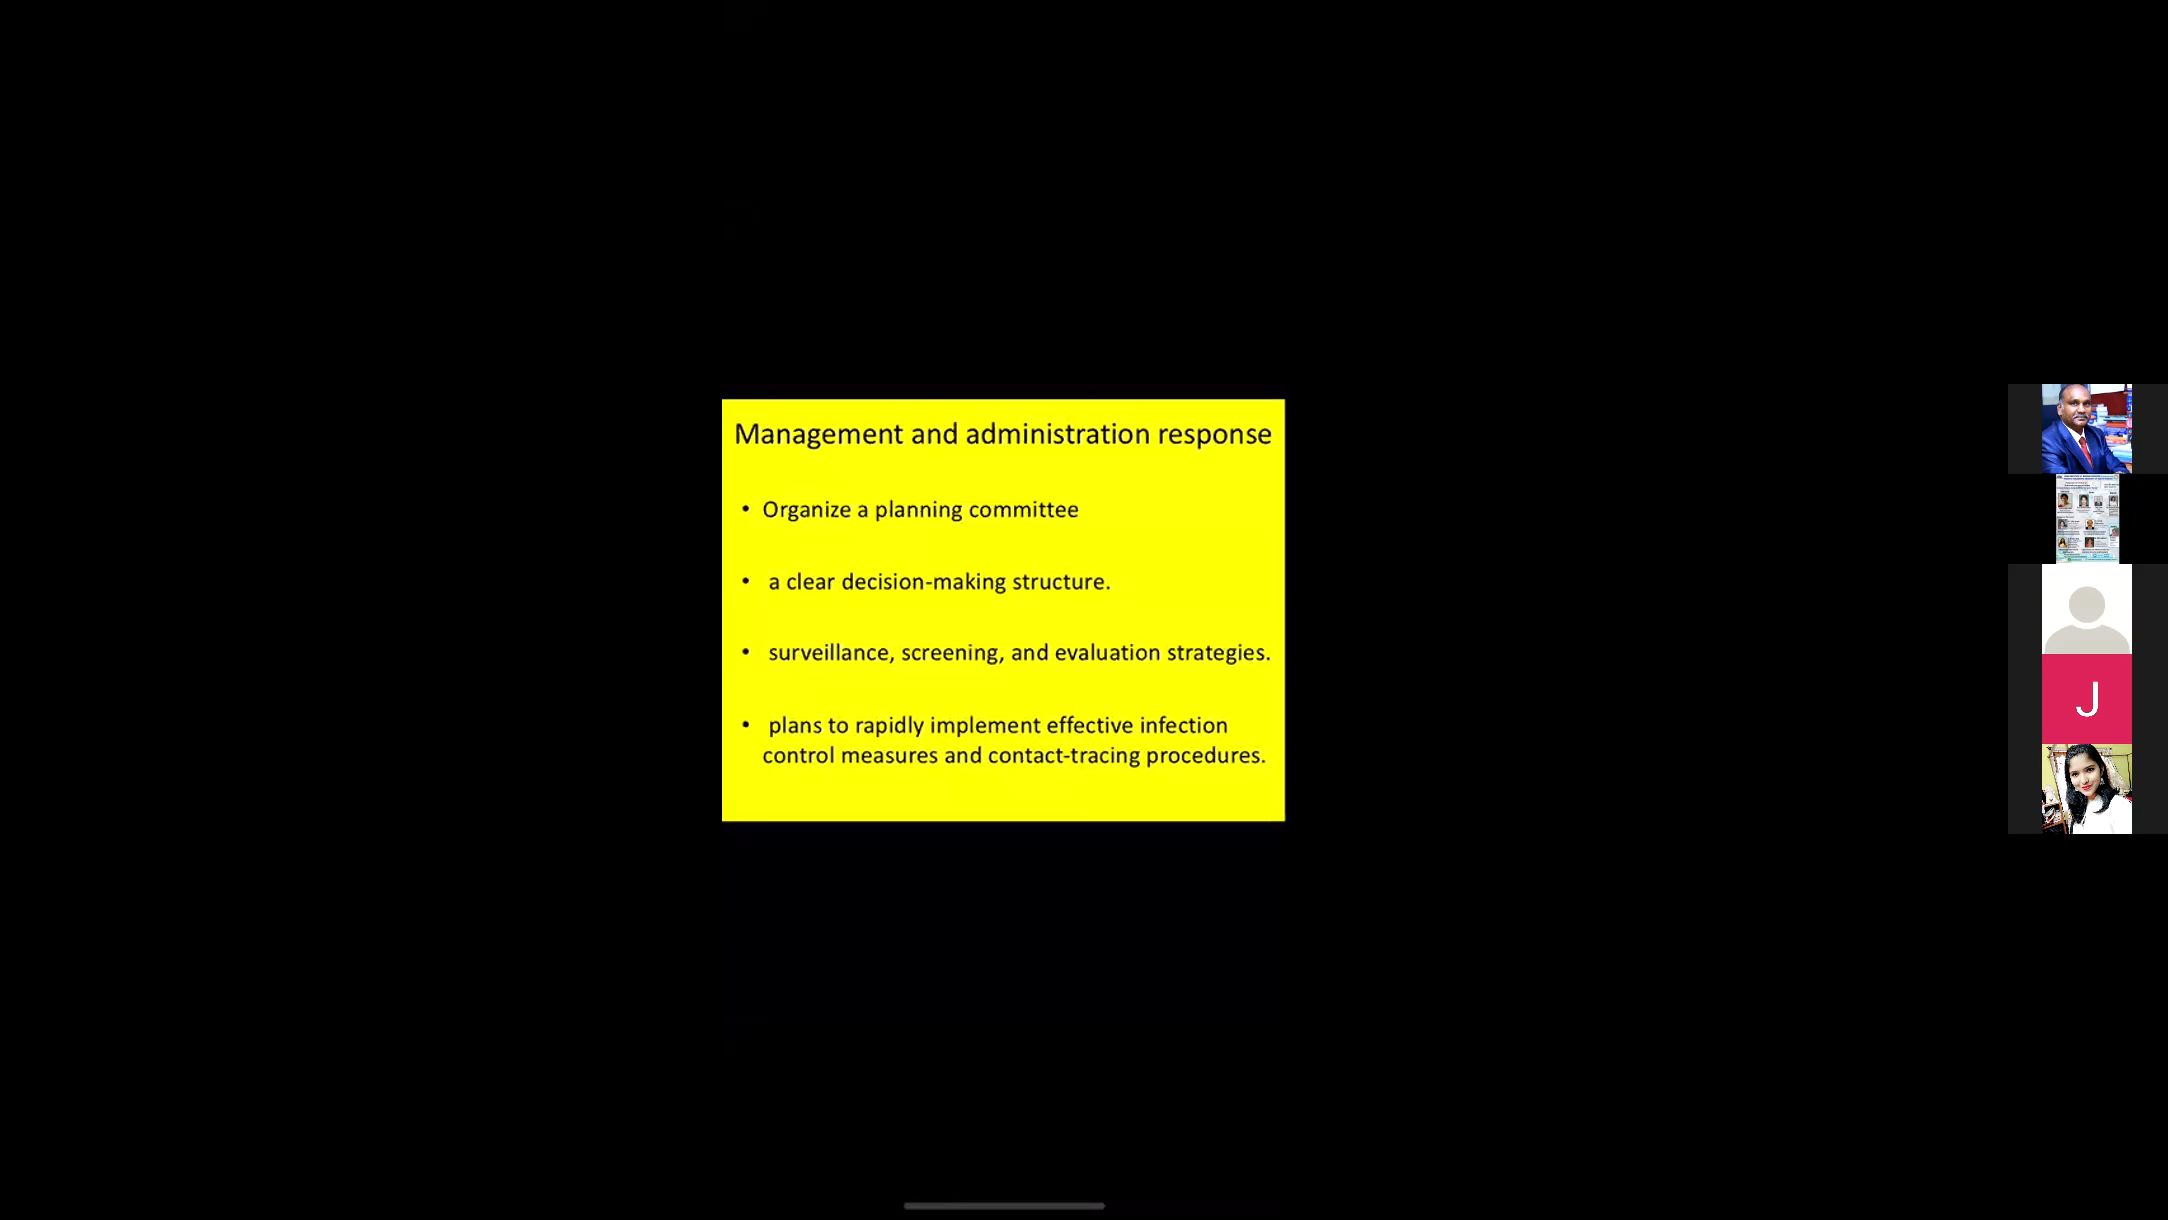 Management and administration response
• Organize a planning committee
• a clear decision-making structure.
• surveillance, screening, and evaluation strategies.
• plans to rapidly implement effective infection
control measures and contact-tracing procedures.
J